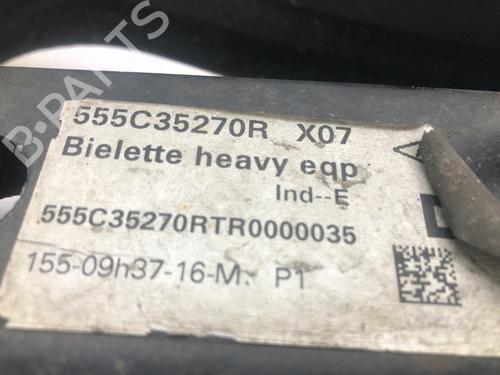 B-PARTS
555C35270R X07
Bielette heavy eqp
Ind--E
555C35270RTR0000035
155-09h37-16-M. P1